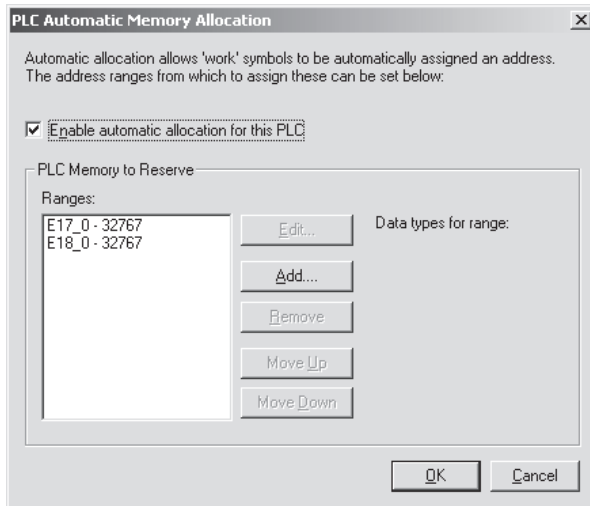 PLC Automatic Memory Allocation
Automatic allocation allows 'work' symbols to be automatically assigned an address.
The address ranges from which to assign these can be set below:
Enable automatic allocation for this PLC
PLC Memory to Reserve
Ranges:
E17_0 - 32767
E18_0 - 32767
Edit...
Add....
Remove
Move Up
Move Down
Data types for range:
OK
Cancel